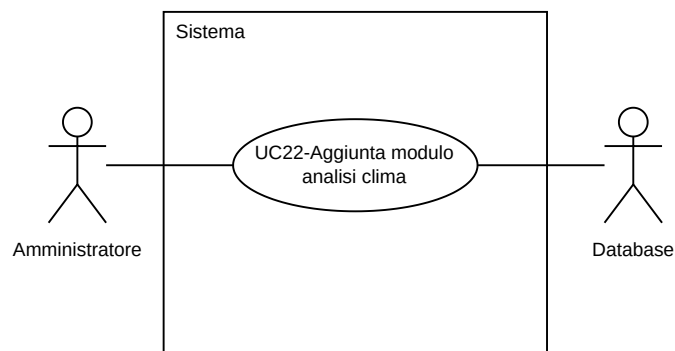 Sistema
UC22-Aggiunta modulo
analisi clima
Amministratore
Database